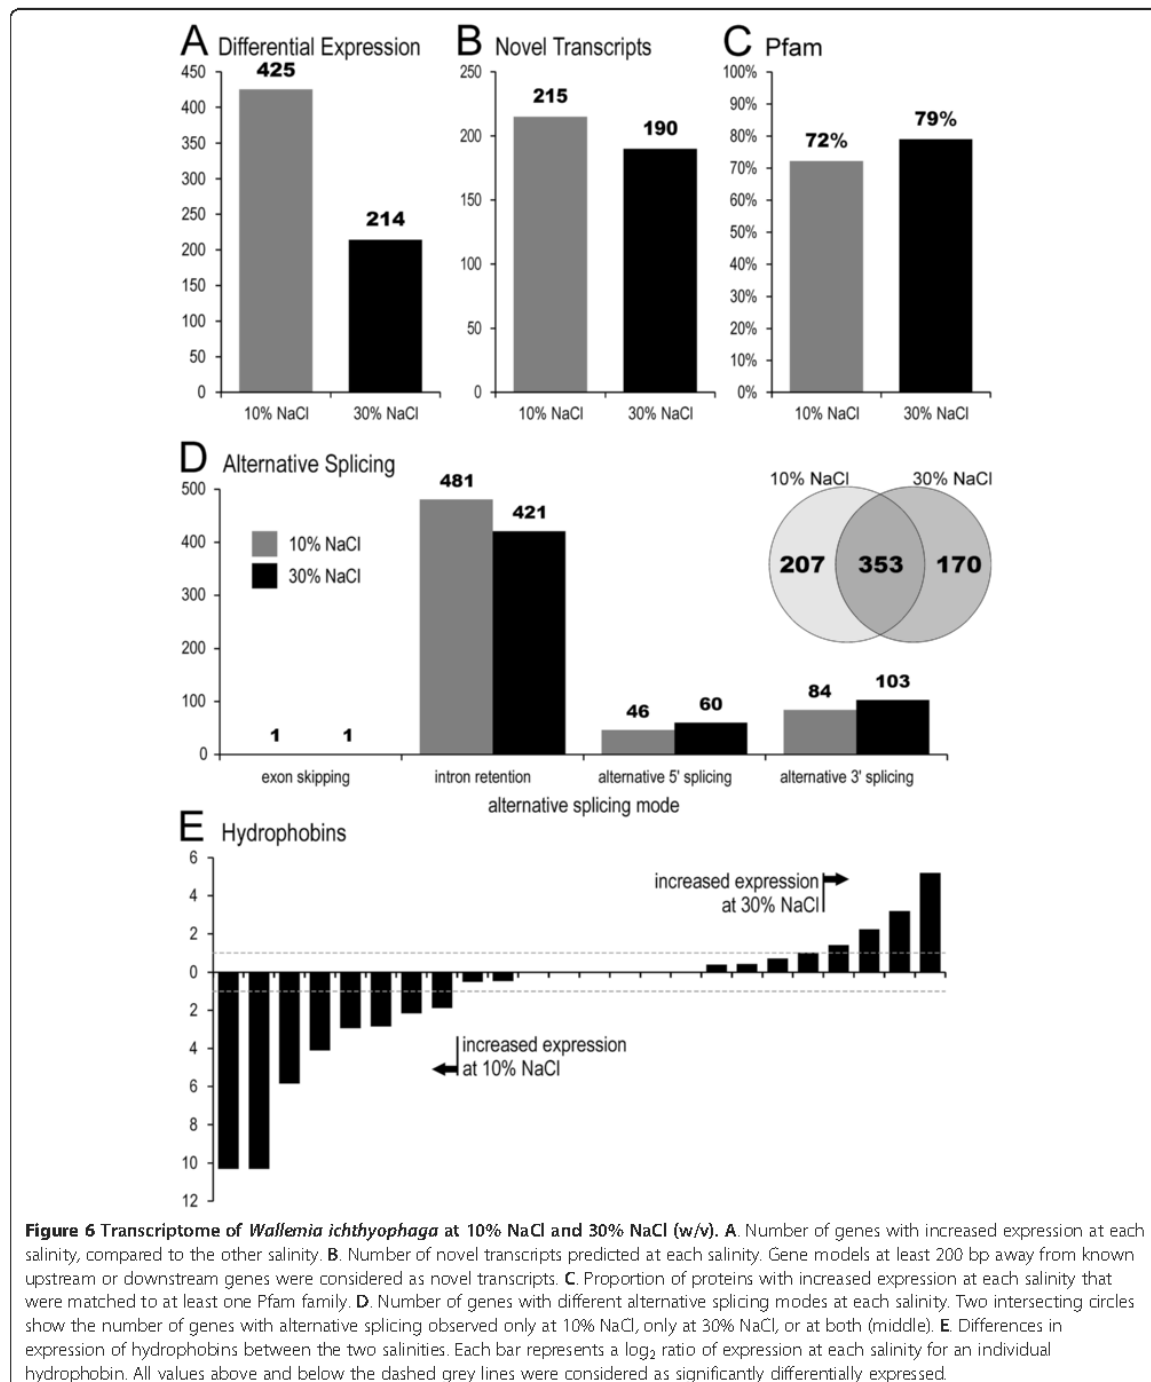 A Differential Expression
450
400
350
300
250
200
150
100
50
0
425
214
10% NaCl 30% NaCl
B Novel Transcripts
250
200
150
100
50
0
215
190
10% NaCl 30% NaCl
C Pfam
100%
90%
80%
70%
60%
50%
40%
30%
20%
10%
0%
72%
79%
10% NaCl 30% NaCl
D Alternative Splicing
500
400
300
200
100
0
10% NaCl
30% NaCl
1 1
481
421
46 60
84 103
exon skipping intron retention alternative 5' splicing alternative 3' splicing
alternative splicing mode
10% NaCl 30% NaCl
207 353 170
E Hydrophobins
6
4
2
0
2
4
6
8
10
12
increased expression
at 30% NaCl
increased expression
at 10% NaCl
Figure 6 Transcriptome of Wallemia ichthyophaga at 10% NaCl and 30% NaCl (w/v). A. Number of genes with increased expression at each
salinity, compared to the other salinity. B. Number of novel transcripts predicted at each salinity. Gene models at least 200 bp away from known
upstream or downstream genes were considered as novel transcripts. C. Proportion of proteins with increased expression at each salinity that
were matched to at least one Pfam family. D. Number of genes with different alternative splicing modes at each salinity. Two intersecting circles
show the number of genes with alternative splicing observed only at 10% NaCl, only at 30% NaCl, or at both (middle). E. Differences in
expression of hydrophobins between the two salinities. Each bar represents a log₂ ratio of expression at each salinity for an individual
hydrophobin. All values above and below the dashed grey lines were considered as significantly differentially expressed.